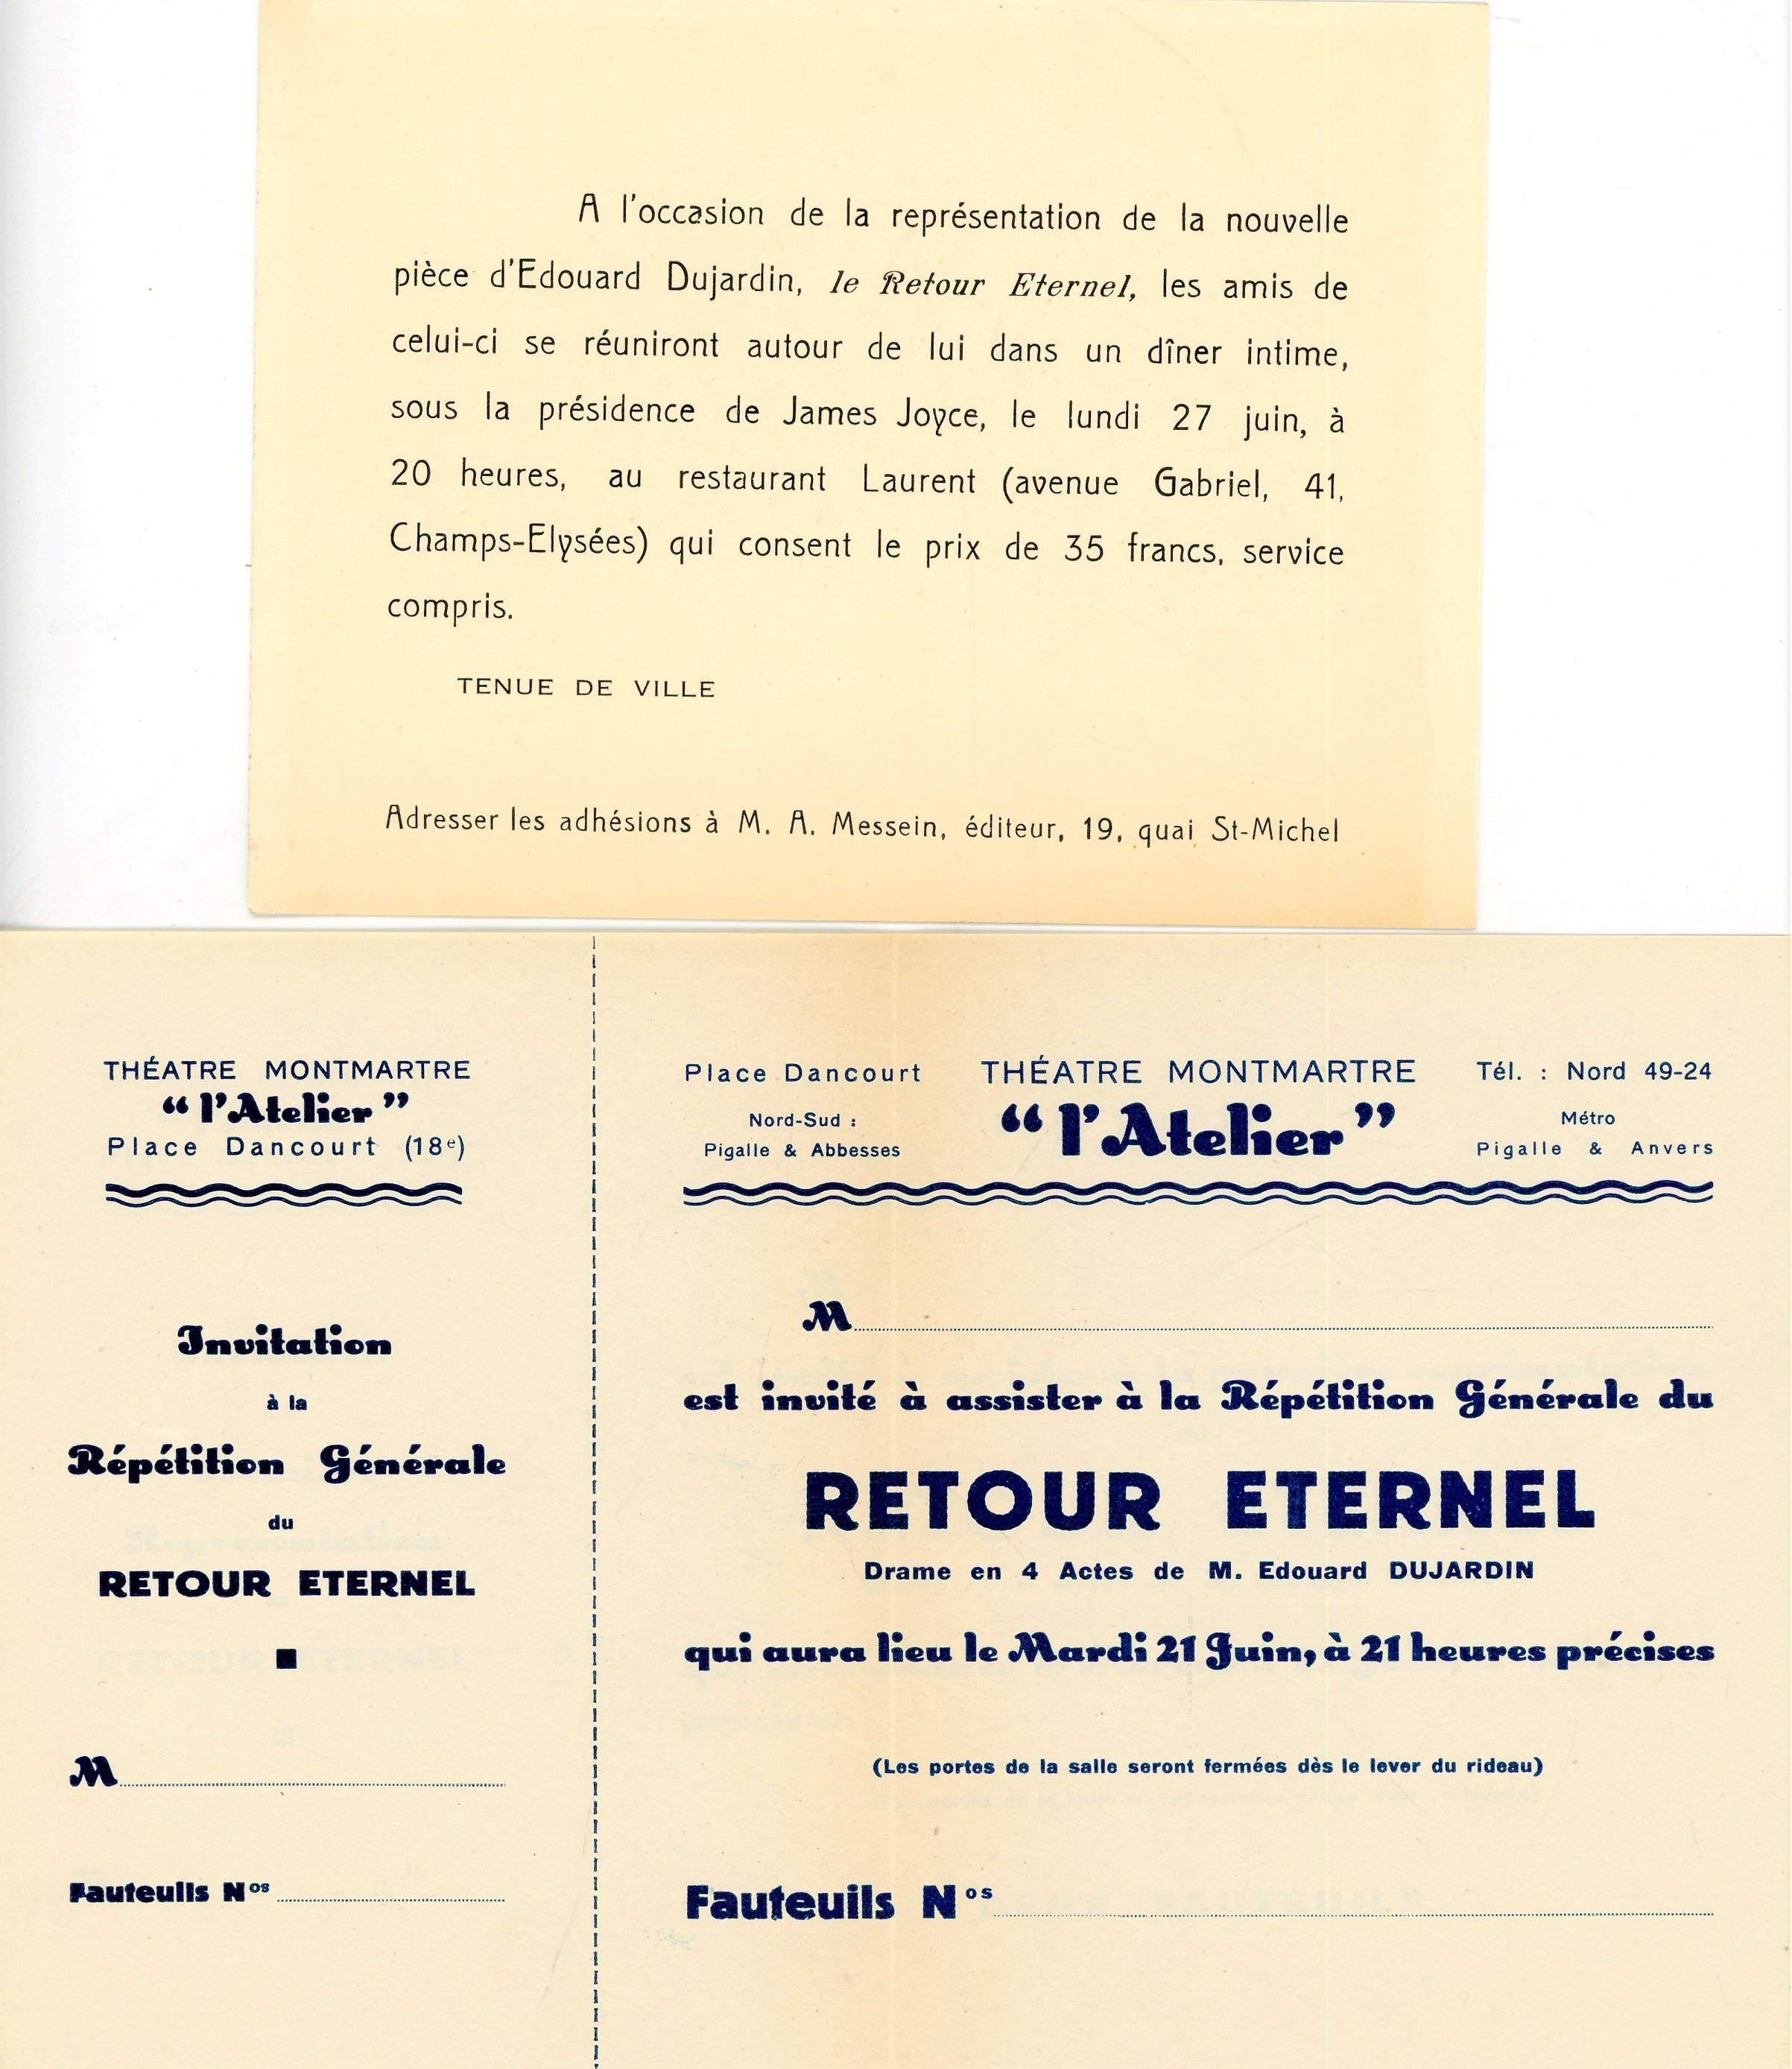 A l'occasion de la représentation de la nouvelle
pièce d'Edouard Dujardin, le Retour Eternel, les amis de
celui-ci se réuniront autour de lui dans un dîner intime,
sous la présidence de James Joyce, le lundi 27 juin, à
20 heures, au restaurant Laurent (avenue Gabriel, 41,
Champs-Elysées) qui consent le prix de 35 francs, service
compris.
TENUE DE VILLE
Adresser les adhésions à M. A. Messein, éditeur, 19, quai St-Michel
THÉATRE MONTMARTRE
“ l'Atelier ”
Place Dancourt (18e)
Invitation
à la
Répétition Générale
du
RETOUR ETERNEL
M
Fauteuils Nos
Place Dancourt
Nord-Sud :
Pigalle & Abbesses
THÉATRE MONTMARTRE
“ l'Atelier ”
Tél. : Nord 49-24
Métro
Pigalle & Anvers
M
est invité à assister à la Répétition Générale du
RETOUR ETERNEL
Drame en 4 Actes de M. Edouard DUJARDIN
qui aura lieu le Mardi 21 Juin, à 21 heures précises
(Les portes de la salle seront fermées dès le lever du rideau)
Fauteuils Nos